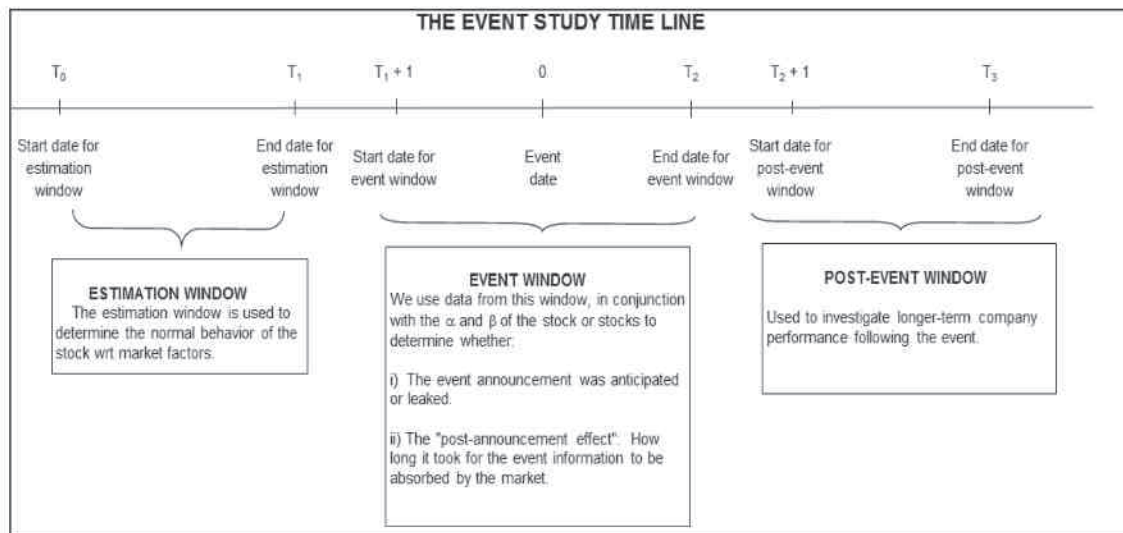 THE EVENT STUDY TIME LINE
T₀ T₁ T₁ + 1 0 T₂ T₂ + 1 T₃
Start date for
estimation
window
End date for
estimation
window
Start date for
event window
Event
date
End date for
event window
Start date for
post-event
window
End date for
post-event
window
ESTIMATION WINDOW
The estimation window is used to
determine the normal behavior of the
stock wrt market factors.
EVENT WINDOW
We use data from this window, in conjunction
with the α and β of the stock or stocks to
determine whether:
i) The event announcement was anticipated
or leaked.
ii) The "post-announcement effect": How
long it took for the event information to be
absorbed by the market.
POST-EVENT WINDOW
Used to investigate longer-term company
performance following the event.